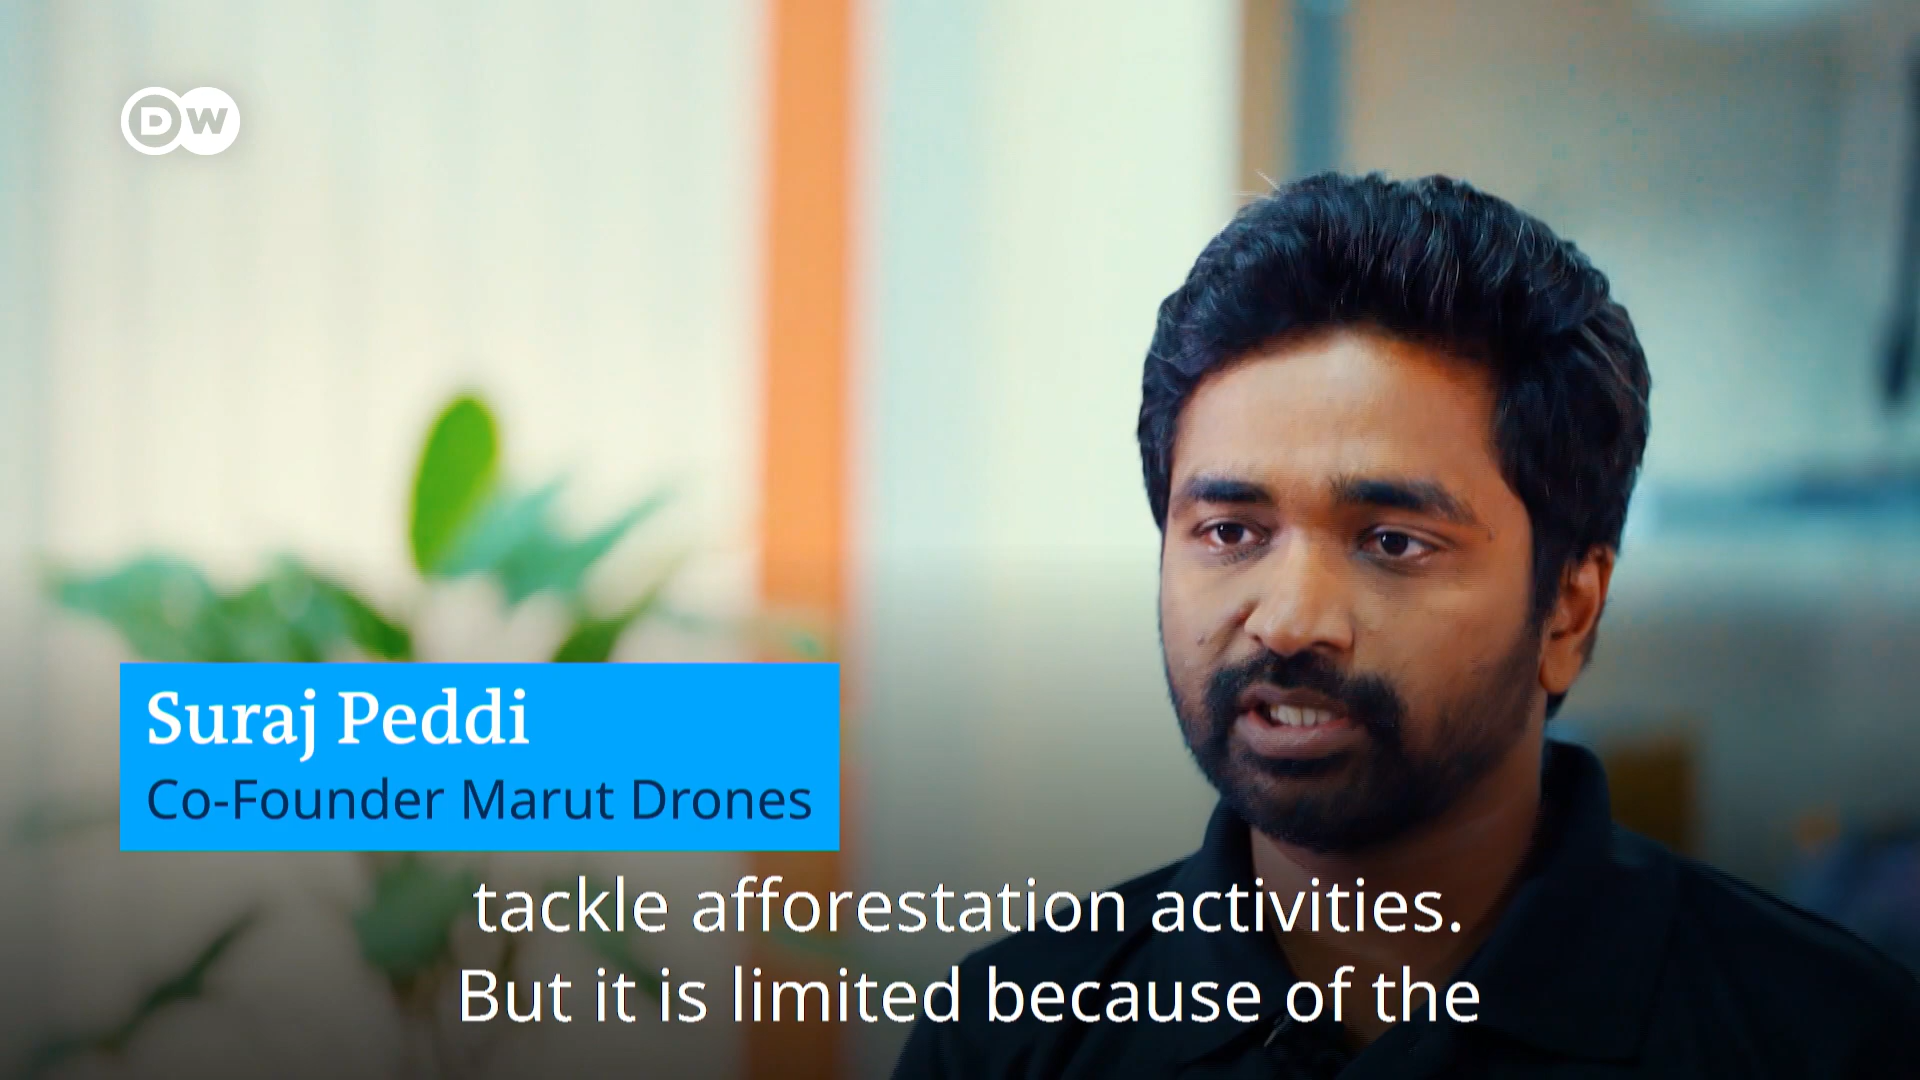 DW
Suraj Peddi
Co-Founder Marut Drones
tackle afforestation activities.
But it is limited because of the